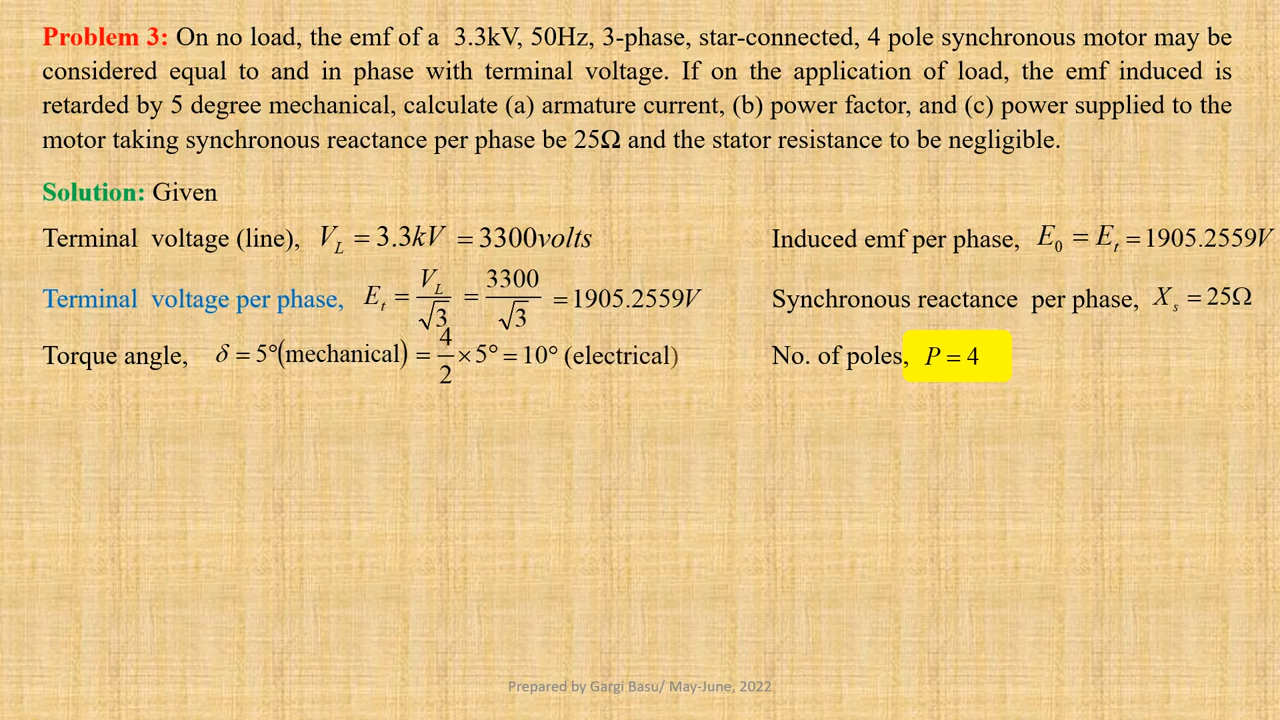 Problem 3: On no load, the emf of a 3.3kV, 50Hz, 3-phase, star-connected, 4 pole synchronous motor may be
considered equal to and in phase with terminal voltage. If on the application of load, the emf induced is
retarded by 5 degree mechanical, calculate (a) armature current, (b) power factor, and (c) power supplied to the
motor taking synchronous reactance per phase be 25Ω and the stator resistance to be negligible.
Solution: Given
Terminal voltage (line), V_L = 3.3kV = 3300volts
Induced emf per phase, E_0 = E_t = 1905.2559V
Terminal voltage per phase, E_t = V_L/√3 = 3300/√3 = 1905.2559V
Synchronous reactance per phase, X_s = 25Ω
Torque angle, δ = 5°(mechanical) = 4/2 × 5° = 10° (electrical)
No. of poles, P = 4
Prepared by Gargi Basu/ May-June, 2022